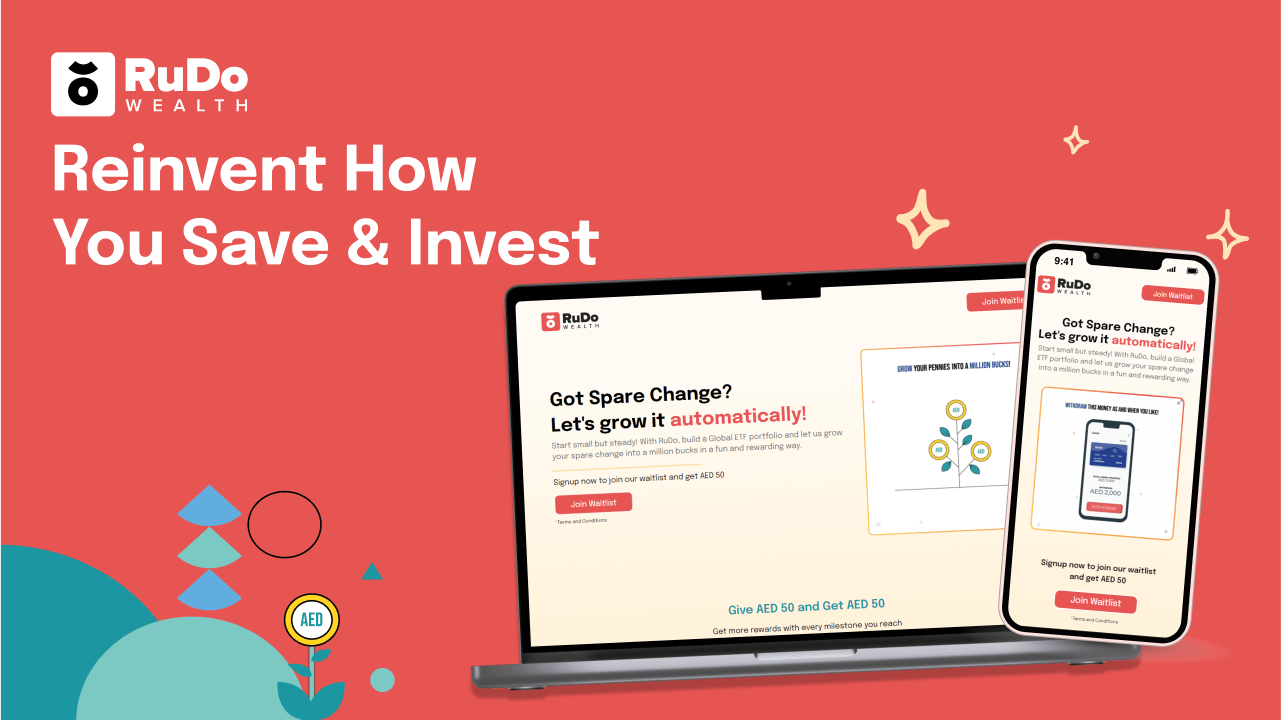 RuDo
WEALTH
Reinvent How
You Save & Invest
RuDo
WEALTH
Join Waitlis
Got Spare Change?
Let's grow it automatically!
Start small but steady! With RuDo, build a Global ETF portfolio and let us grow
your spare change into a million bucks in a fun and rewarding way.
Signup now to join our waitlist and get AED 50
Join Waitlist
*Terms and Conditions
GROW YOUR PENNIES INTO A MILLION BUCKS!
AED
AED
AED
Give AED 50 and Get AED 50
Get more rewards with every milestone you reach
9:41
RuDo
WEALTH
Join Waitlist
Got Spare Change?
Let's grow it automatically!
Start small but steady! With RuDo, build a Global
ETF portfolio and let us grow your spare change
into a million bucks in a fun and rewarding way.
WITHDRAW THIS MONEY AS AND WHEN YOU LIKE!
AED 2,000
Signup now to join our waitlist
and get AED 50
Join Waitlist
*Terms and Conditions
AED